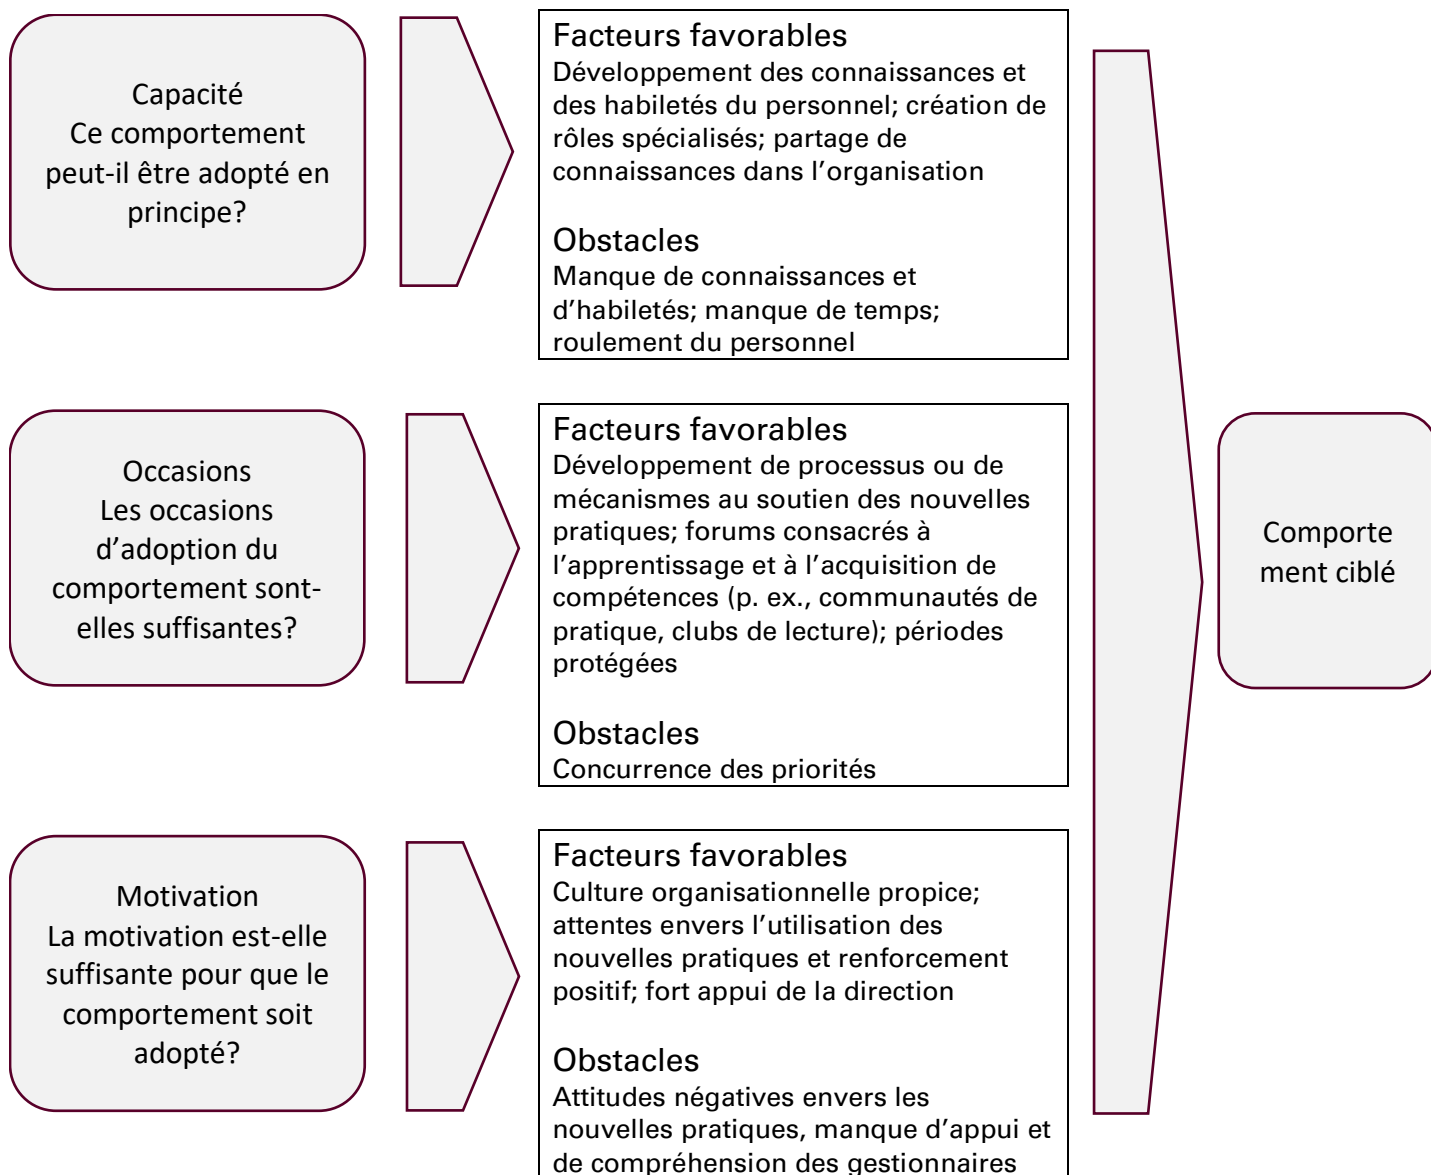 Capacité
Ce comportement
peut-il être adopté en
principe?
Facteurs favorables
Développement des connaissances et
des habiletés du personnel; création de
rôles spécialisés; partage de
connaissances dans l’organisation
Obstacles
Manque de connaissances et
d’habiletés; manque de temps;
roulement du personnel
Occasions
Les occasions
d’adoption du
comportement sont-
elles suffisantes?
Facteurs favorables
Développement de processus ou de
mécanismes au soutien des nouvelles
pratiques; forums consacrés à
l’apprentissage et à l’acquisition de
compétences (p. ex., communautés de
pratique, clubs de lecture); périodes
protégées
Obstacles
Concurrence des priorités
Motivation
La motivation est-elle
suffisante pour que le
comportement soit
adopté?
Facteurs favorables
Culture organisationnelle propice;
attentes envers l’utilisation des
nouvelles pratiques et renforcement
positif; fort appui de la direction
Obstacles
Attitudes négatives envers les
nouvelles pratiques, manque d’appui et
de compréhension des gestionnaires
Comporte
ment ciblé